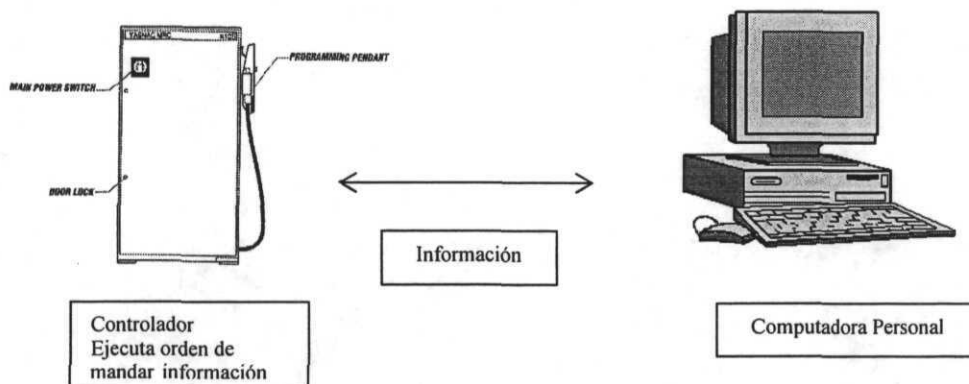 PROGRAMMING PENDANT
MAIN POWER SWITCH
DOOR LOCK
Información
Controlador
Ejecuta orden de
mandar información
Computadora Personal